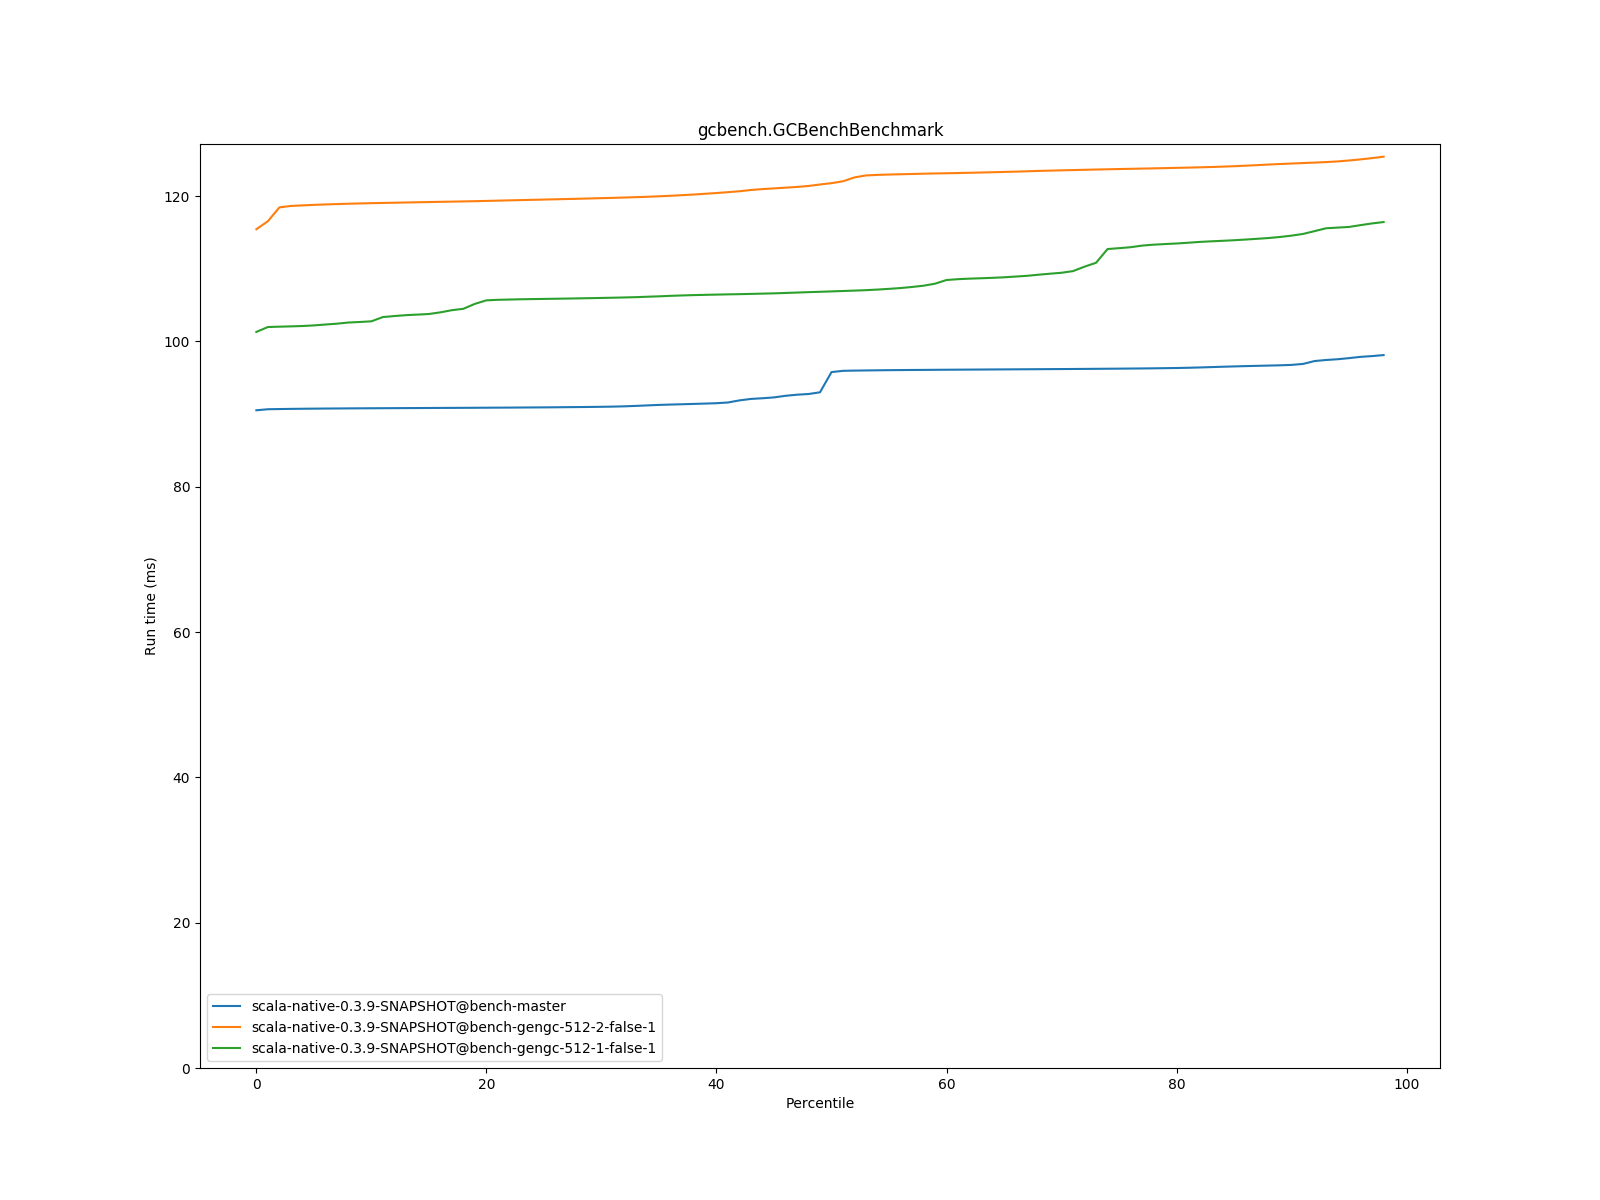 gcbench.GCBenchBenchmark
Run time (ms)
120
100
80
60
40
20
0
scala-native-0.3.9-SNAPSHOT@bench-master
scala-native-0.3.9-SNAPSHOT@bench-gengc-512-2-false-1
scala-native-0.3.9-SNAPSHOT@bench-gengc-512-1-false-1
0 20 40 60 80 100
Percentile